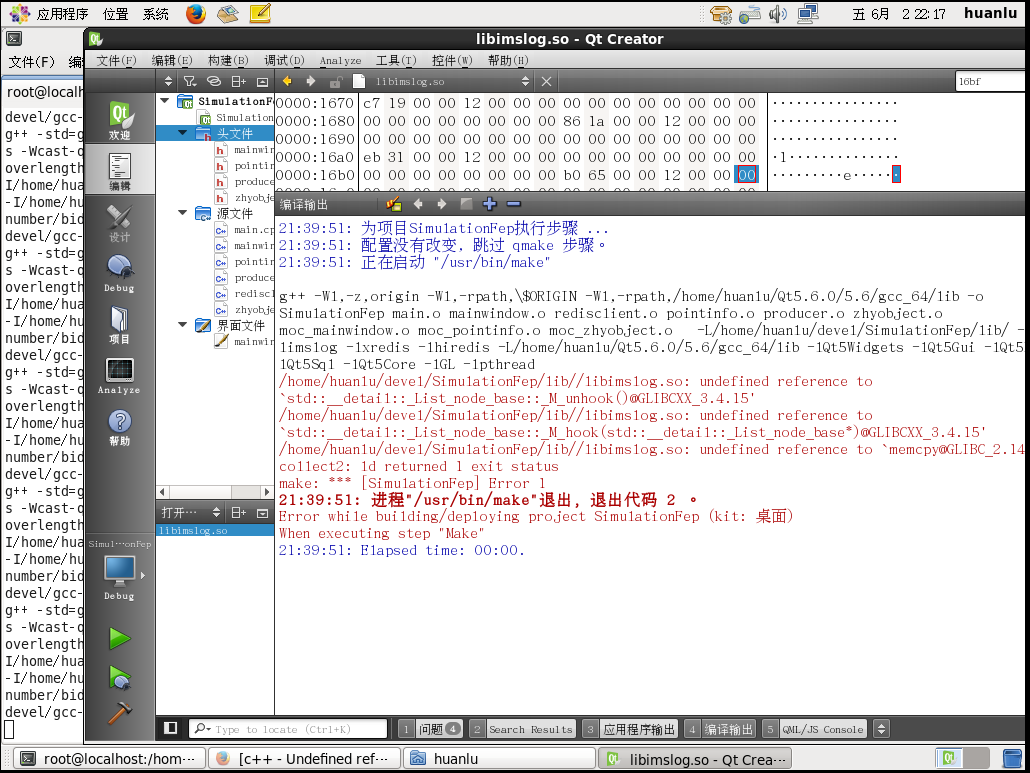 应用程序 位置 系统 五 6月 2 22:17 huanlu
libimslog.so - Qt Creator
文件(F) 编
root@localh
文件(F) 编辑(E) 构建(B) 调试(D) Analyze 工具(T) 控件(W) 帮助(H)
libimslog.so 16bf
devel/gcc-
g++ -std=g
s -Wcast-q
overlength
I/home/hua
-I/home/hu
number/bid
devel/gcc-
g++ -std=g
s -Wcast-q
overlength
I/home/hua
-I/home/hu
number/bid
devel/gcc-
g++ -std=g
s -Wcast-q
overlength
I/home/hua
-I/home/hu
number/bid
devel/gcc-
g++ -std=g
s -Wcast-q
overlength
I/home/hua
-I/home/hu
number/bid
devel/gcc-
g++ -std=g
s -Wcast-q
overlength
I/home/hua
-I/home/hu
number/bid
devel/gcc-
欢迎
编辑
设计
Debug
项目
Analyze
帮助
Simul···onFep
Debug
SimulationFe
Simulation
头文件
mainwin
pointin
produce
zhyobje
源文件
main.cp
mainwin
pointin
produce
rediscl
zhyobje
界面文件
mainwin
打开···
libimslog.so
0000:1670 c7 19 00 00 12 00 00 00 00 00 00 00 00 00 00 00 ················
0000:1680 00 00 00 00 00 00 00 00 86 1a 00 00 12 00 00 00 ················
0000:1690 00 00 00 00 00 00 00 00 00 00 00 00 00 00 00 00 ················
0000:16a0 eb 31 00 00 12 00 00 00 00 00 00 00 00 00 00 00 ·1··············
0000:16b0 00 00 00 00 00 00 00 00 b0 65 00 00 12 00 00 00 ·········e······
编译输出
21:39:51: 为项目SimulationFep执行步骤 ...
21:39:51: 配置没有改变, 跳过 qmake 步骤。
21:39:51: 正在启动 "/usr/bin/make"
g++ -Wl,-z,origin -Wl,-rpath,\$ORIGIN -Wl,-rpath,/home/huanlu/Qt5.6.0/5.6/gcc_64/lib -o
SimulationFep main.o mainwindow.o redisclient.o pointinfo.o producer.o zhyobject.o
moc_mainwindow.o moc_pointinfo.o moc_zhyobject.o -L/home/huanlu/devel/SimulationFep/lib/ -
limslog -lxredis -lhiredis -L/home/huanlu/Qt5.6.0/5.6/gcc_64/lib -lQt5Widgets -lQt5Gui -lQt5
lQt5Sql -lQt5Core -lGL -lpthread
/home/huanlu/devel/SimulationFep/lib//libimslog.so: undefined reference to
`std::__detail::_List_node_base::_M_unhook()@GLIBCXX_3.4.15'
/home/huanlu/devel/SimulationFep/lib//libimslog.so: undefined reference to
`std::__detail::_List_node_base::_M_hook(std::__detail::_List_node_base*)@GLIBCXX_3.4.15'
/home/huanlu/devel/SimulationFep/lib//libimslog.so: undefined reference to `memcpy@GLIBC_2.14
collect2: ld returned 1 exit status
make: *** [SimulationFep] Error 1
21:39:51: 进程"/usr/bin/make"退出, 退出代码 2 。
Error while building/deploying project SimulationFep (kit: 桌面)
When executing step "Make"
21:39:51: Elapsed time: 00:00.
Type to locate (Ctrl+K) 1 问题 4 2 Search Results 3 应用程序输出 4 编译输出 5 QML/JS Console
root@localhost:/hom··· [c++ - Undefined ref-··· huanlu libimslog.so - Qt Crea···